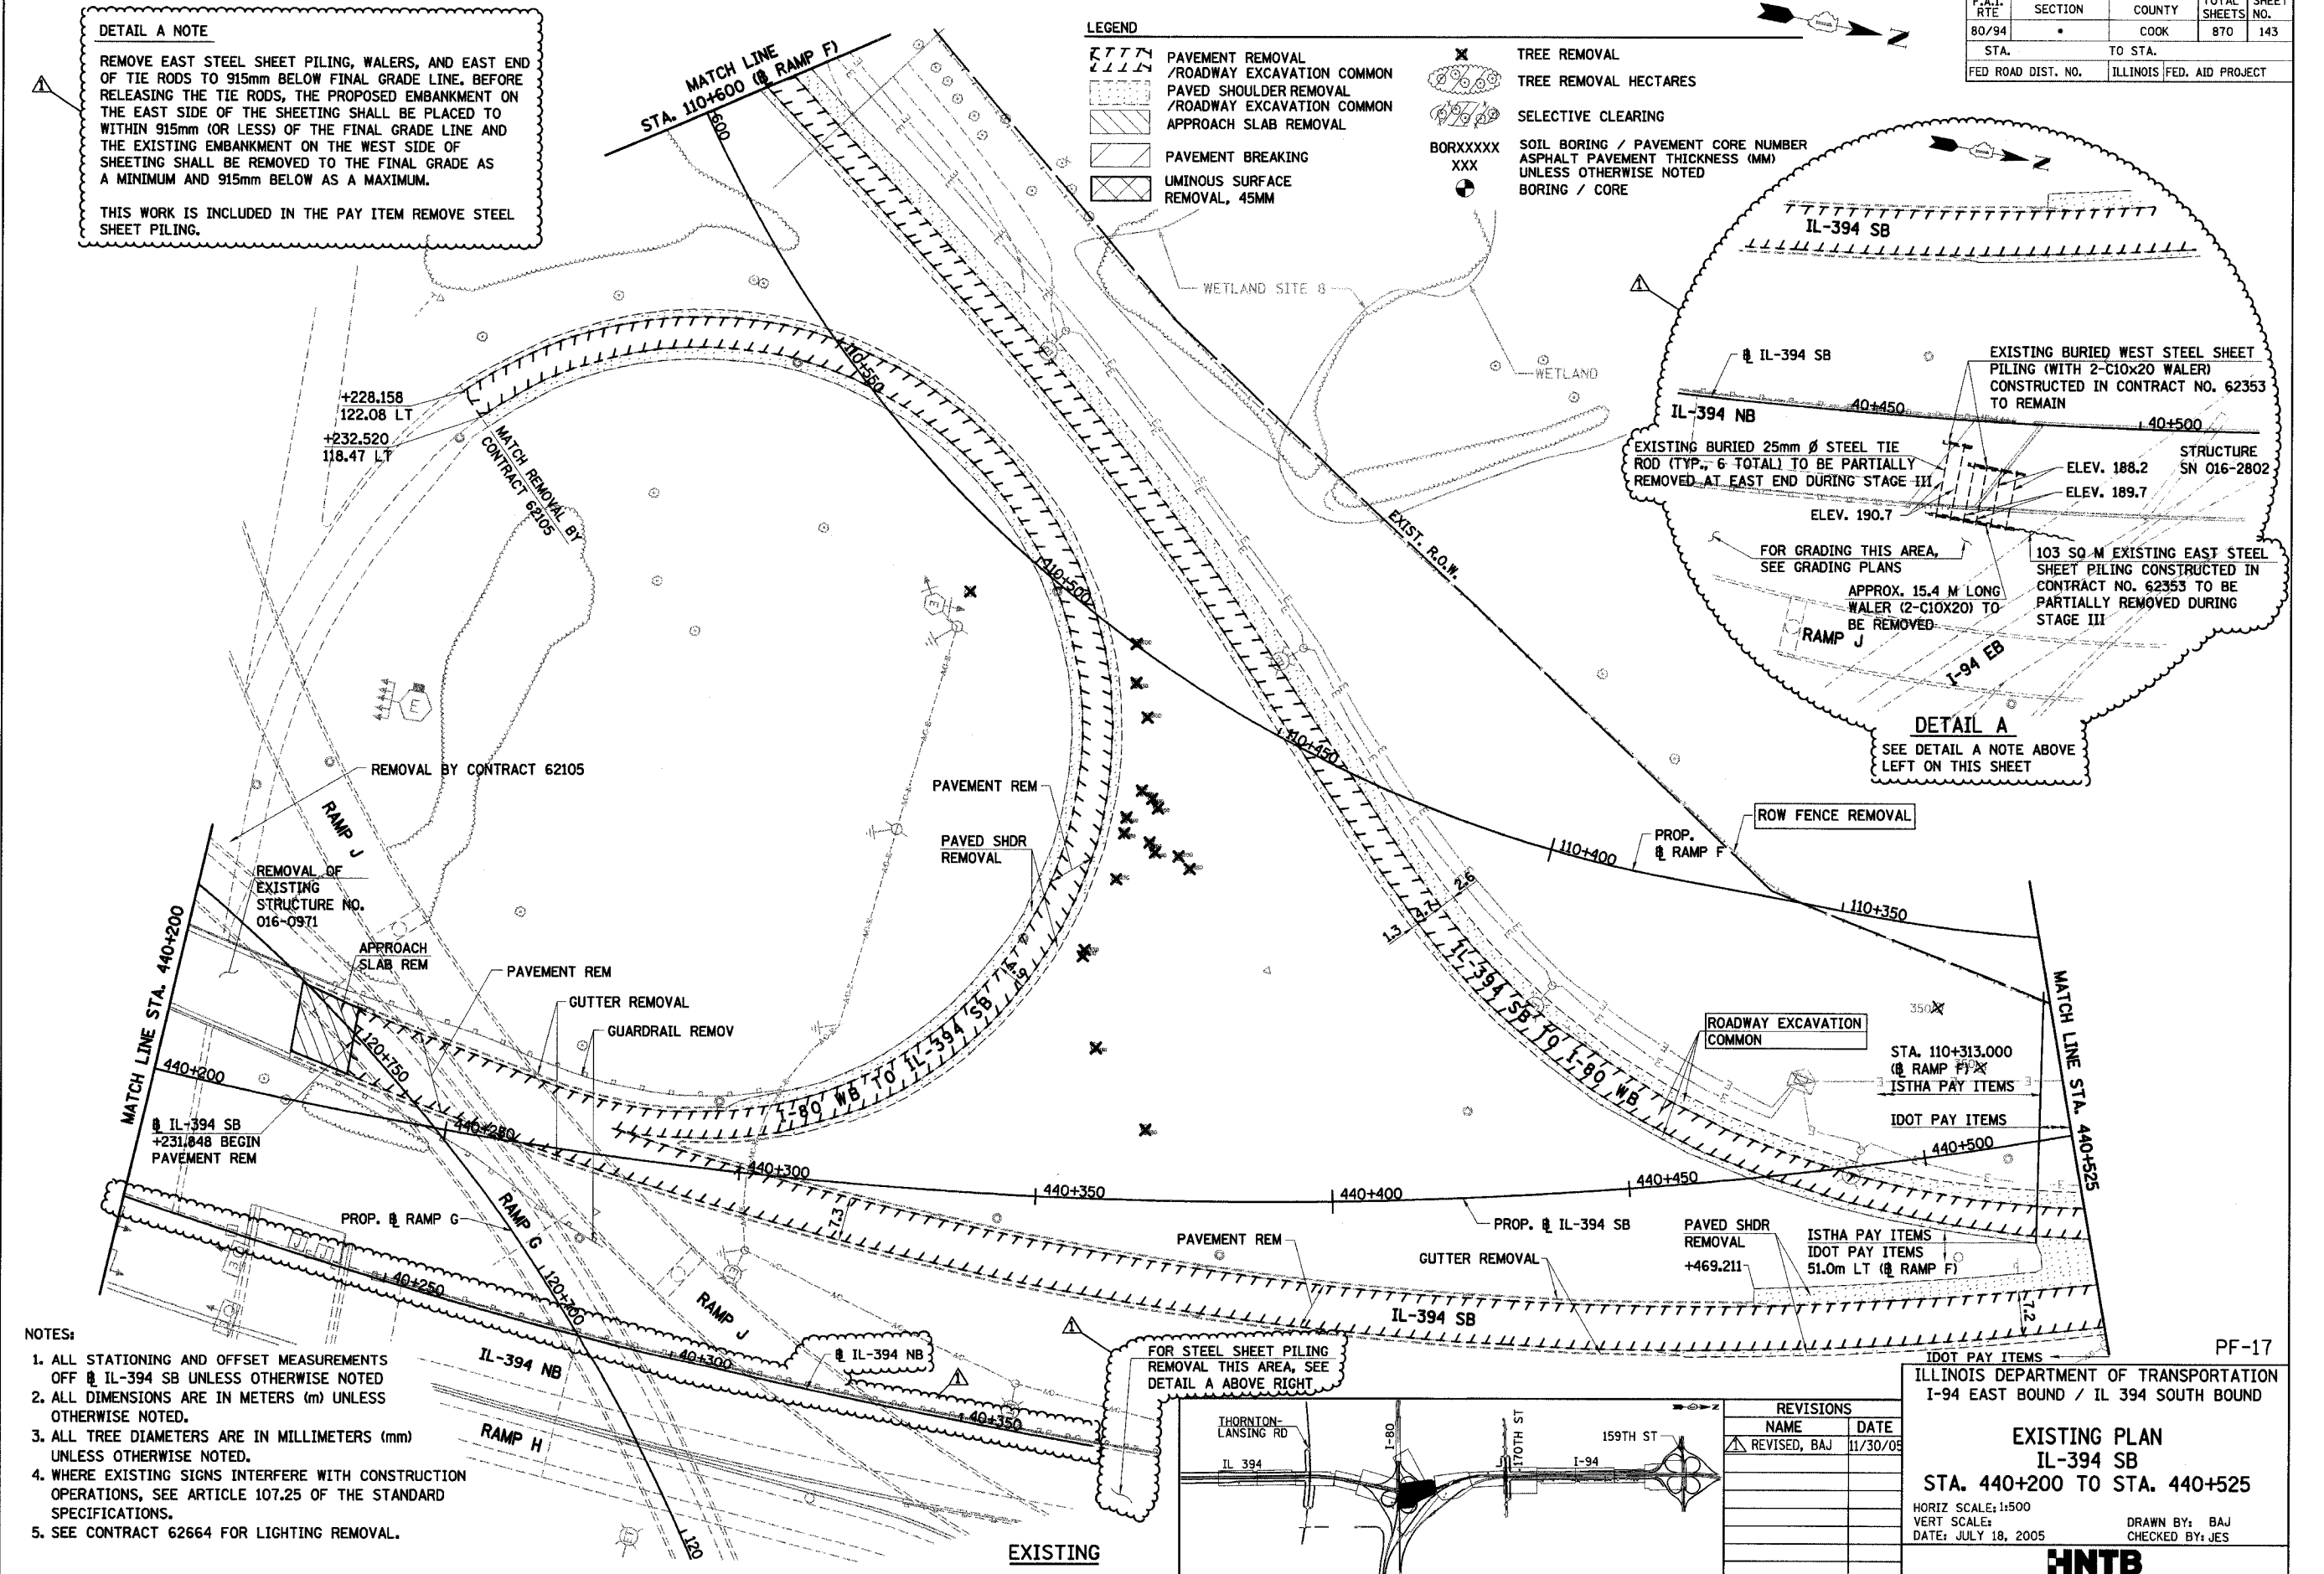 DETAIL A NOTE
REMOVE EAST STEEL SHEET PILING, WALERS, AND EAST END
OF TIE RODS TO 915mm BELOW FINAL GRADE LINE. BEFORE
RELEASING THE TIE RODS, THE PROPOSED EMBANKMENT ON
THE EAST SIDE OF THE SHEETING SHALL BE PLACED TO
WITHIN 915mm (OR LESS) OF THE FINAL GRADE LINE AND
THE EXISTING EMBANKMENT ON THE WEST SIDE OF
SHEETING SHALL BE REMOVED TO THE FINAL GRADE AS
A MINIMUM AND 915mm BELOW AS A MAXIMUM.
THIS WORK IS INCLUDED IN THE PAY ITEM REMOVE STEEL
SHEET PILING.
MATCH LINE
STA. 110+600 (℄ RAMP F)
600
LEGEND
PAVEMENT REMOVAL
/ROADWAY EXCAVATION COMMON
PAVED SHOULDER REMOVAL
/ROADWAY EXCAVATION COMMON
APPROACH SLAB REMOVAL
PAVEMENT BREAKING
UMINOUS SURFACE
REMOVAL, 45MM
TREE REMOVAL
TREE REMOVAL HECTARES
SELECTIVE CLEARING
BORXXXXX
XXX
SOIL BORING / PAVEMENT CORE NUMBER
ASPHALT PAVEMENT THICKNESS (MM)
UNLESS OTHERWISE NOTED
BORING / CORE
N
F.A.I. RTE
SECTION
COUNTY
TOTAL SHEETS
SHEET NO.
80/94
•
COOK
870
143
STA.
TO STA.
FED ROAD DIST. NO.
ILLINOIS
FED. AID PROJECT
N
IL-394 SB
℄ IL-394 SB
EXISTING BURIED WEST STEEL SHEET
PILING (WITH 2-C10x20 WALER)
CONSTRUCTED IN CONTRACT NO. 62353
TO REMAIN
IL-394 NB
40+450
40+500
EXISTING BURIED 25mm Ø STEEL TIE
ROD (TYP., 6 TOTAL) TO BE PARTIALLY
REMOVED AT EAST END DURING STAGE III
STRUCTURE
SN 016-2802
ELEV. 188.2
ELEV. 189.7
ELEV. 190.7
FOR GRADING THIS AREA,
SEE GRADING PLANS
103 SQ M EXISTING EAST STEEL
SHEET PILING CONSTRUCTED IN
CONTRACT NO. 62353 TO BE
PARTIALLY REMOVED DURING
STAGE III
APPROX. 15.4 M LONG
WALER (2-C10X20) TO
BE REMOVED
RAMP J
I-94 EB
DETAIL A
SEE DETAIL A NOTE ABOVE
LEFT ON THIS SHEET
WETLAND SITE 8
WETLAND
EXIST. R.O.W.
+228.158
122.08 LT
+232.520
118.47 LT
MATCH REMOVAL BY
CONTRACT 62105
110+550
110+500
110+450
110+400
110+350
PROP.
℄ RAMP F
ROW FENCE REMOVAL
REMOVAL BY CONTRACT 62105
RAMP J
PAVEMENT REM
PAVED SHDR
REMOVAL
REMOVAL OF
EXISTING
STRUCTURE NO.
016-0971
APPROACH
SLAB REM
PAVEMENT REM
GUTTER REMOVAL
GUARDRAIL REMOV
MATCH LINE STA. 440+200
440+200
120+750
℄ IL-394 SB
+231.848 BEGIN
PAVEMENT REM
440+250
440+300
440+350
440+400
440+450
440+500
4.9
I-80 WB TO IL-394 SB
1.3
4.7
2.6
IL-394 SB TO I-80 WB
ROADWAY EXCAVATION
COMMON
350
STA. 110+313.000
(℄ RAMP F)
ISTHA PAY ITEMS
IDOT PAY ITEMS
MATCH LINE STA. 440+525
PROP. ℄ RAMP G
RAMP G
120+700
120
7.3
PROP. ℄ IL-394 SB
PAVEMENT REM
GUTTER REMOVAL
PAVED SHDR
REMOVAL
+469.211
ISTHA PAY ITEMS
IDOT PAY ITEMS
51.0m LT (℄ RAMP F)
IL-394 SB
7.2
IDOT PAY ITEMS
40+250
40+300
40+350
RAMP J
℄ IL-394 NB
IL-394 NB
RAMP H
FOR STEEL SHEET PILING
REMOVAL THIS AREA, SEE
DETAIL A ABOVE RIGHT
NOTES:
1. ALL STATIONING AND OFFSET MEASUREMENTS
OFF ℄ IL-394 SB UNLESS OTHERWISE NOTED
2. ALL DIMENSIONS ARE IN METERS (m) UNLESS
OTHERWISE NOTED.
3. ALL TREE DIAMETERS ARE IN MILLIMETERS (mm)
UNLESS OTHERWISE NOTED.
4. WHERE EXISTING SIGNS INTERFERE WITH CONSTRUCTION
OPERATIONS, SEE ARTICLE 107.25 OF THE STANDARD
SPECIFICATIONS.
5. SEE CONTRACT 62664 FOR LIGHTING REMOVAL.
EXISTING
THORNTON-
LANSING RD
IL 394
I-80
170TH ST
I-94
159TH ST
REVISIONS
NAME
DATE
REVISED, BAJ
11/30/05
PF-17
ILLINOIS DEPARTMENT OF TRANSPORTATION
I-94 EAST BOUND / IL 394 SOUTH BOUND
EXISTING PLAN
IL-394 SB
STA. 440+200 TO STA. 440+525
HORIZ SCALE: 1:500
VERT SCALE:
DATE: JULY 18, 2005
DRAWN BY: BAJ
CHECKED BY: JES
HNTB